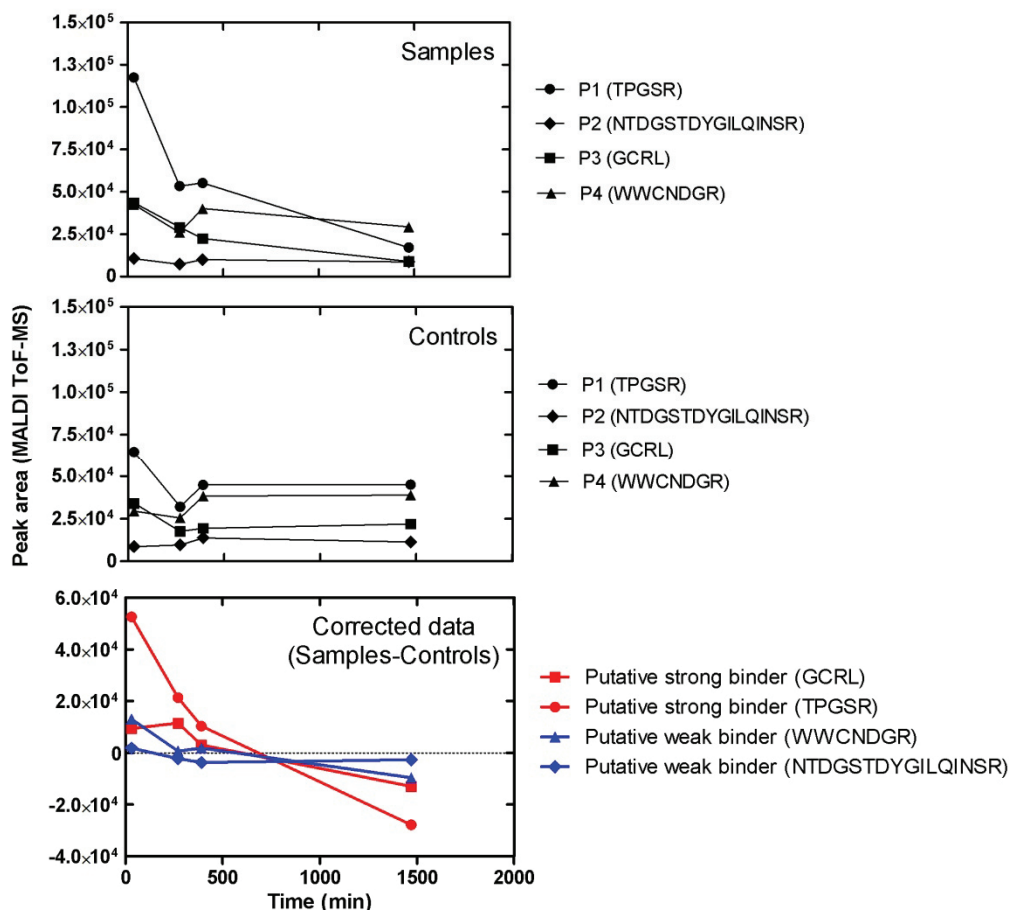 Peak area (MALDI ToF-MS)
1.5×10⁵
1.3×10⁵
1.0×10⁵
7.5×10⁴
5.0×10⁴
2.5×10⁴
0
Samples
P1 (TPGSR)
P2 (NTDGSTDYGILQINSR)
P3 (GCRL)
P4 (WWCNDGR)
1.5×10⁵
1.3×10⁵
1.0×10⁵
7.5×10⁴
5.0×10⁴
2.5×10⁴
0
Controls
P1 (TPGSR)
P2 (NTDGSTDYGILQINSR)
P3 (GCRL)
P4 (WWCNDGR)
6.0×10⁴
4.0×10⁴
2.0×10⁴
0
-2.0×10⁴
-4.0×10⁴
Corrected data
(Samples-Controls)
Putative strong binder (GCRL)
Putative strong binder (TPGSR)
Putative weak binder (WWCNDGR)
Putative weak binder (NTDGSTDYGILQINSR)
0 500 1000 1500 2000
Time (min)